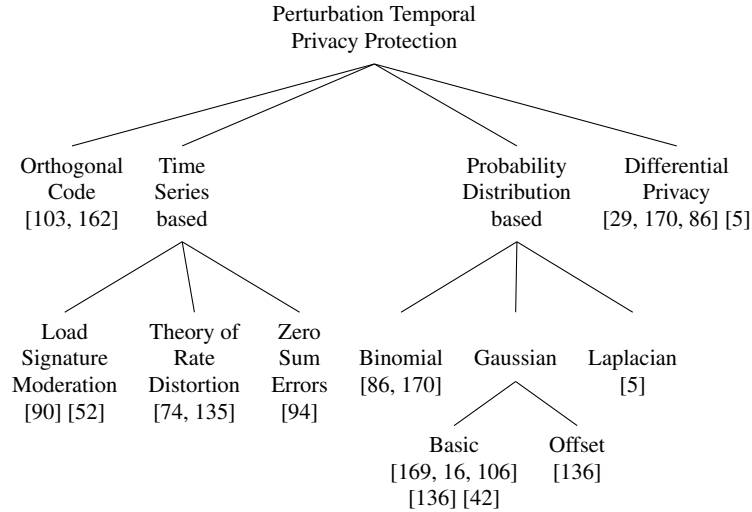 Perturbation Temporal
Privacy Protection
Orthogonal
Code
[103, 162]
Time
Series
based
Probability
Distribution
based
Differential
Privacy
[29, 170, 86] [5]
Load
Signature
Moderation
[90] [52]
Theory of
Rate
Distortion
[74, 135]
Zero
Sum
Errors
[94]
Binomial
[86, 170]
Gaussian
Laplacian
[5]
Basic
[169, 16, 106]
[136] [42]
Offset
[136]